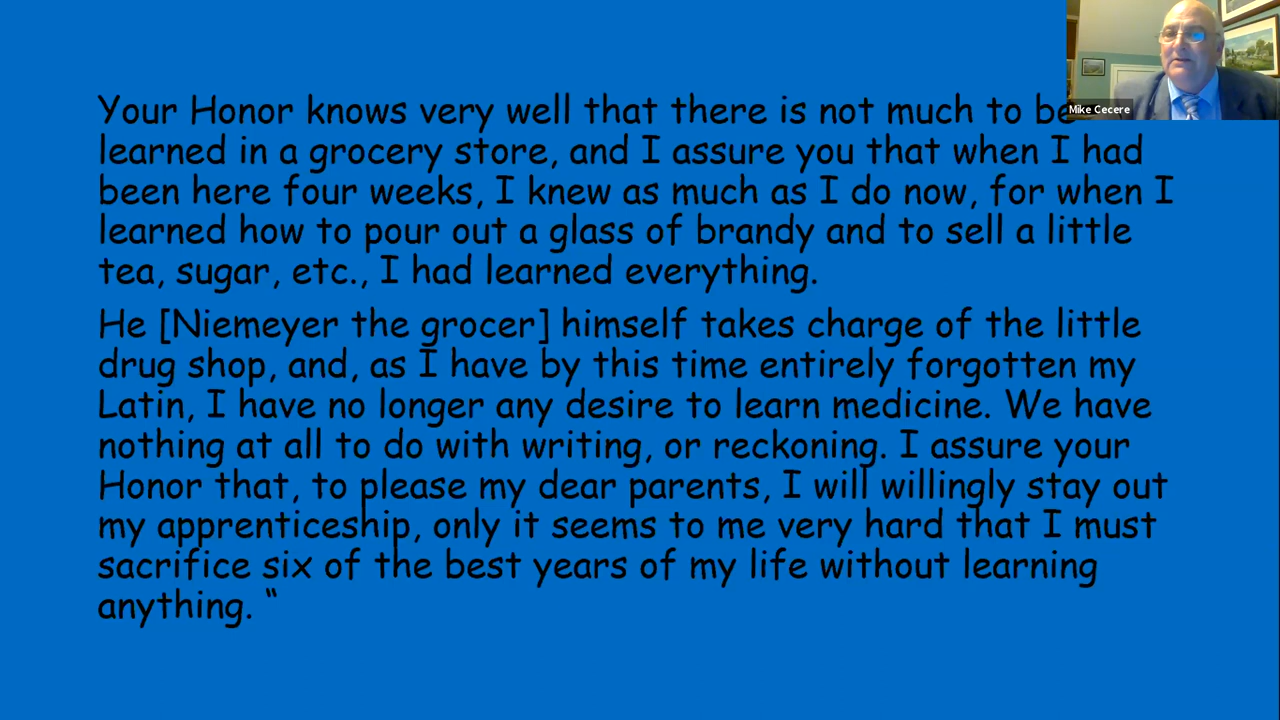 Your Honor knows very well that there is not much to be
learned in a grocery store, and I assure you that when I had
been here four weeks, I knew as much as I do now, for when I
learned how to pour out a glass of brandy and to sell a little
tea, sugar, etc., I had learned everything.
He [Niemeyer the grocer] himself takes charge of the little
drug shop, and, as I have by this time entirely forgotten my
Latin, I have no longer any desire to learn medicine. We have
nothing at all to do with writing, or reckoning. I assure your
Honor that, to please my dear parents, I will willingly stay out
my apprenticeship, only it seems to me very hard that I must
sacrifice six of the best years of my life without learning
anything. “
Mike Cecere